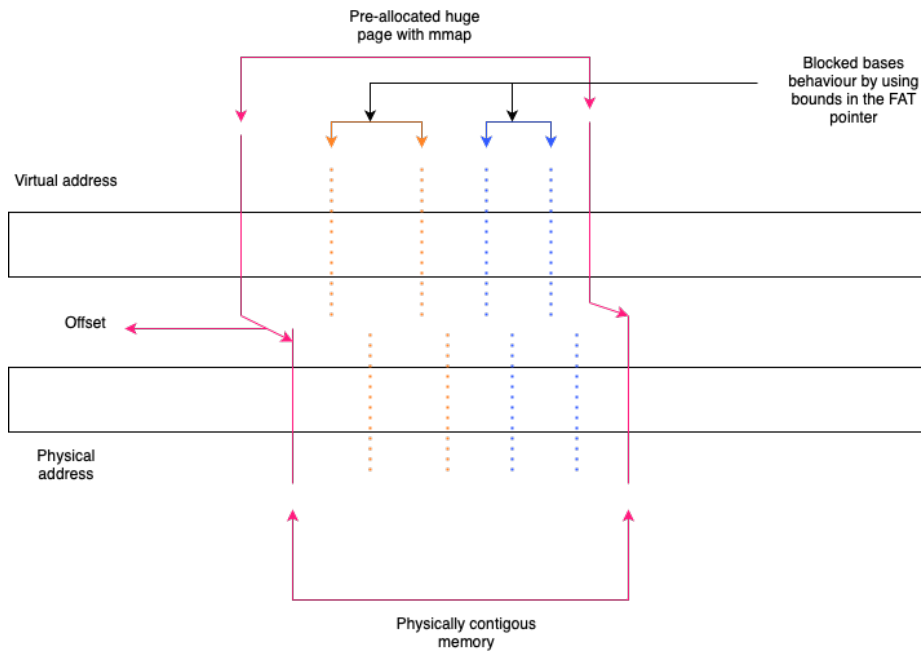 Pre-allocated huge
page with mmap
Blocked bases
behaviour by using
bounds in the FAT
pointer
Virtual address
Offset
Physical
address
Physically contigous
memory